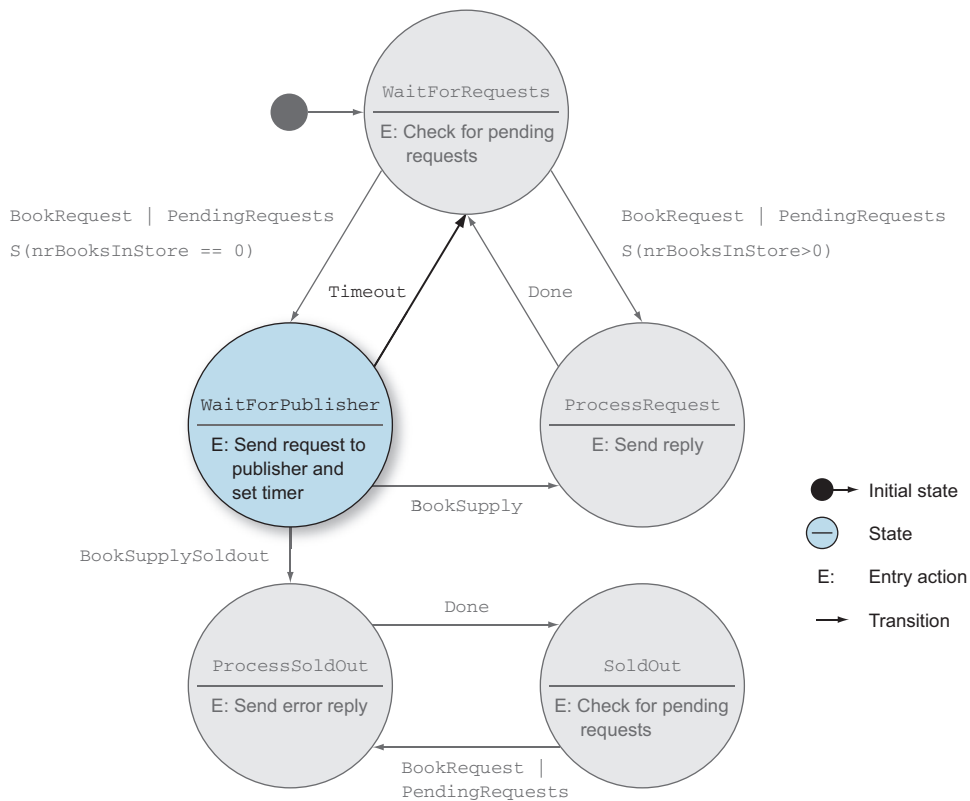 WaitForRequests
E: Check for pending
requests
BookRequest | PendingRequests
S(nrBooksInStore == 0)
BookRequest | PendingRequests
S(nrBooksInStore>0)
Timeout
Done
WaitForPublisher
E: Send request to
publisher and
set timer
ProcessRequest
E: Send reply
BookSupply
BookSupplySoldout
Initial state
State
E: Entry action
Transition
ProcessSoldOut
E: Send error reply
Done
SoldOut
E: Check for pending
requests
BookRequest |
PendingRequests